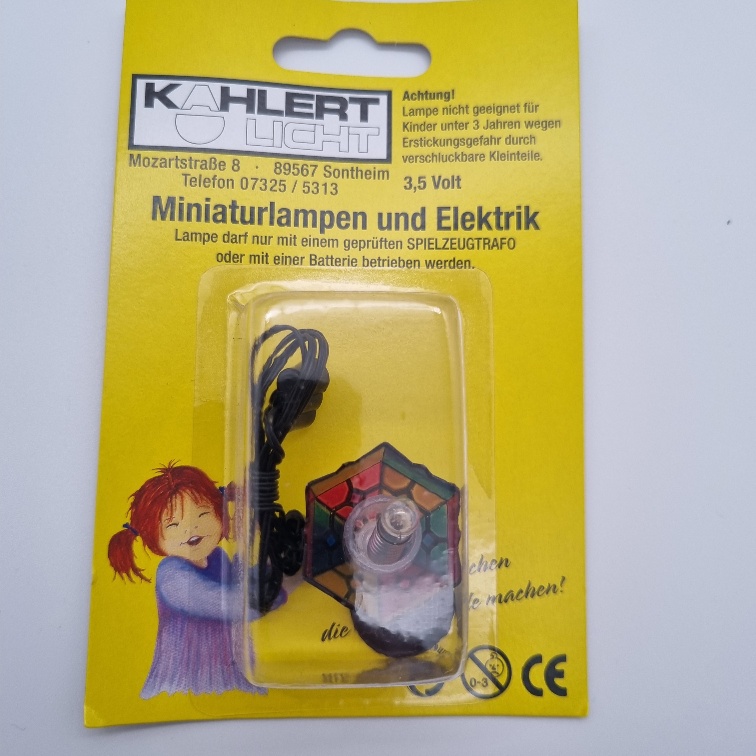 KAHLERT
LICHT
Mozartstraße 8 · 89567 Sontheim
Telefon 07325 / 5313
Achtung!
Lampe nicht geeignet für
Kinder unter 3 Jahren wegen
Erstickungsgefahr durch
verschluckbare Kleinteile.
3,5 Volt
Miniaturlampen und Elektrik
Lampe darf nur mit einem geprüften SPIELZEUGTRAFO
oder mit einer Batterie betrieben werden.
die machen!
0-3
CE